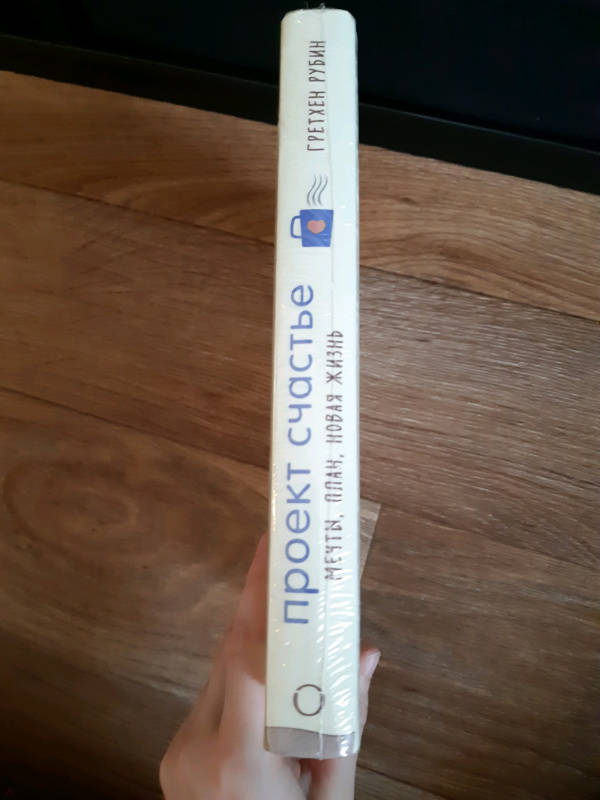 ГРЕТХЕН РУБИН
проект счастье
МЕЧТЫ, ПЛАН, НОВАЯ ЖИЗНЬ